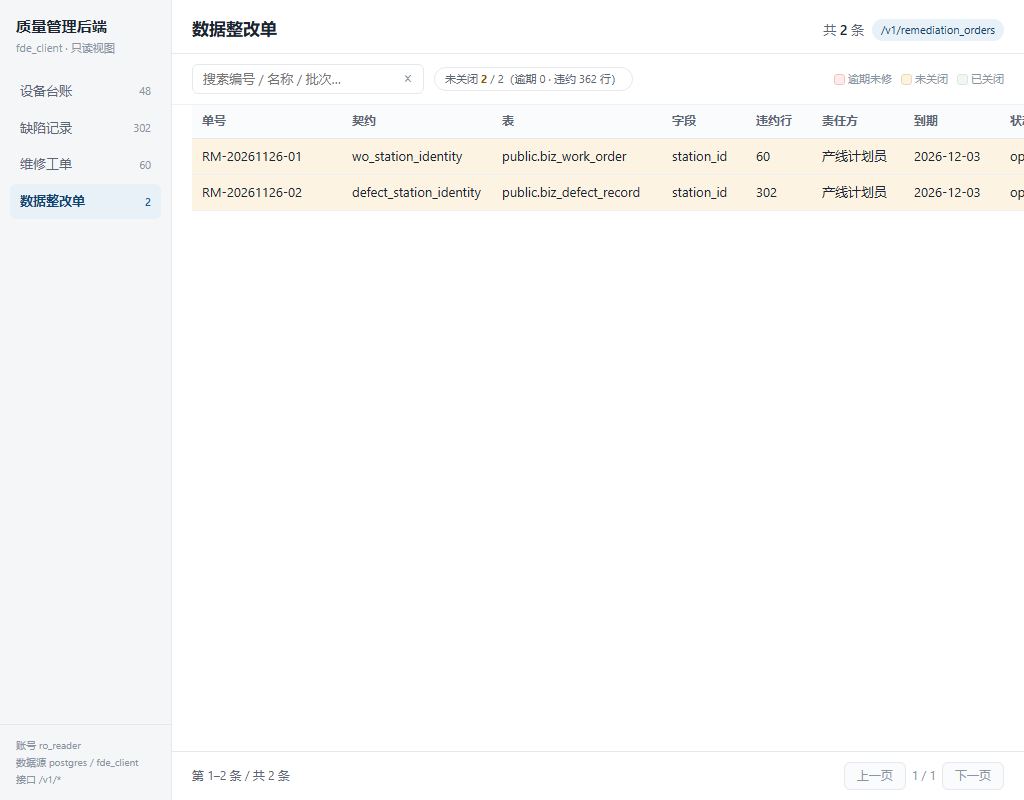 质量管理后端
fde_client · 只读视图
设备台账 48
缺陷记录 302
维修工单 60
数据整改单 2
账号 ro_reader
数据源 postgres / fde_client
接口 /v1/*
数据整改单
共 2 条 /v1/remediation_orders
搜索编号 / 名称 / 批次... × 未关闭 2 / 2（逾期 0 · 违约 362 行） 逾期未修 未关闭 已关闭
单号 契约 表 字段 违约行 责任方 到期 状
RM-20261126-01 wo_station_identity public.biz_work_order station_id 60 产线计划员 2026-12-03 op
RM-20261126-02 defect_station_identity public.biz_defect_record station_id 302 产线计划员 2026-12-03 op
第 1–2 条 / 共 2 条 上一页 1 / 1 下一页